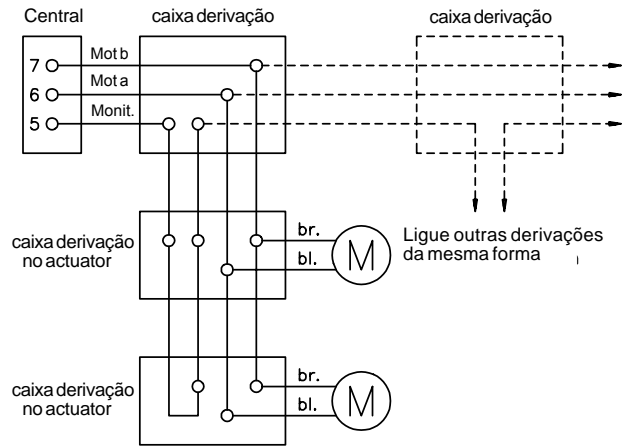 Central
caixa derivação
caixa derivação
7
Mot b
6
Mot a
5
Monit.
caixa derivação
no actuator
br.
bl.
M
Ligue outras derivações
da mesma forma
caixa derivação
no actuator
br.
bl.
M